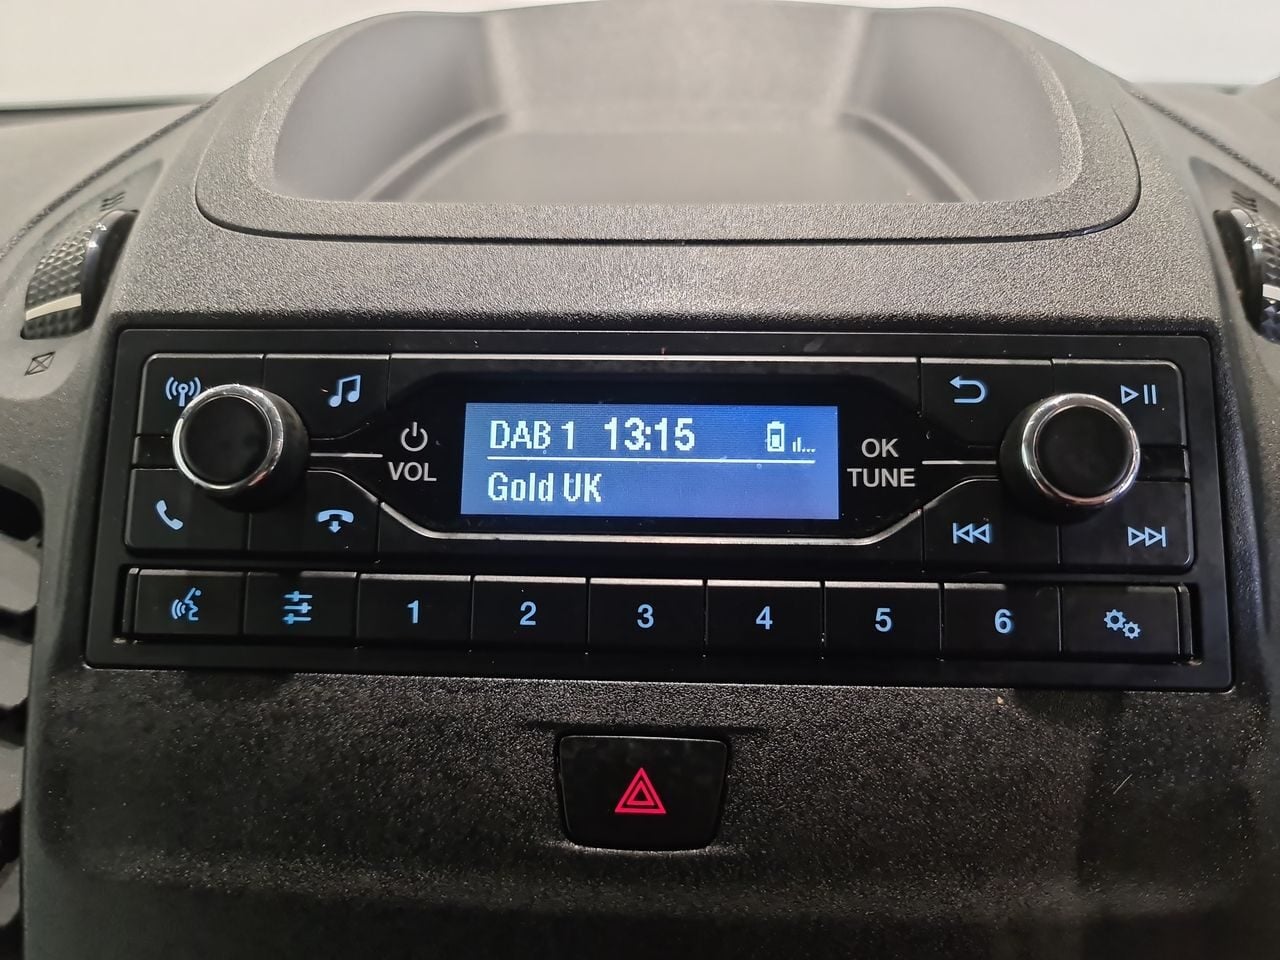 DAB 1 13:15
Gold UK
VOL
OK
TUNE
1 2 3 4 5 6